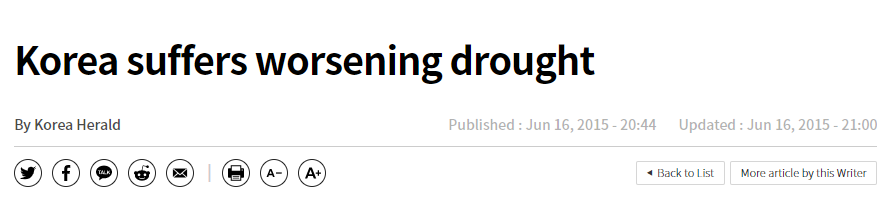 Korea suffers worsening drought
By Korea Herald Published : Jun 16, 2015 - 20:44 Updated : Jun 16, 2015 - 21:00
TALK A- A+ ◄ Back to List More article by this Writer